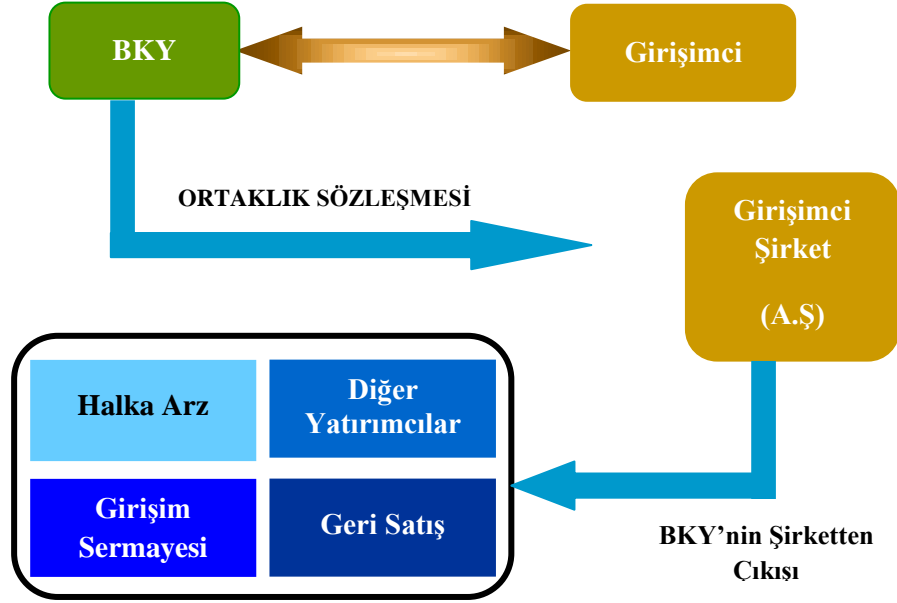 BKY
Girişimci
ORTAKLIK SÖZLEŞMESİ
Girişimci
Şirket
(A.Ş)
Halka Arz
Diğer
Yatırımcılar
Girişim
Sermayesi
Geri Satış
BKY’nin Şirketten
Çıkışı